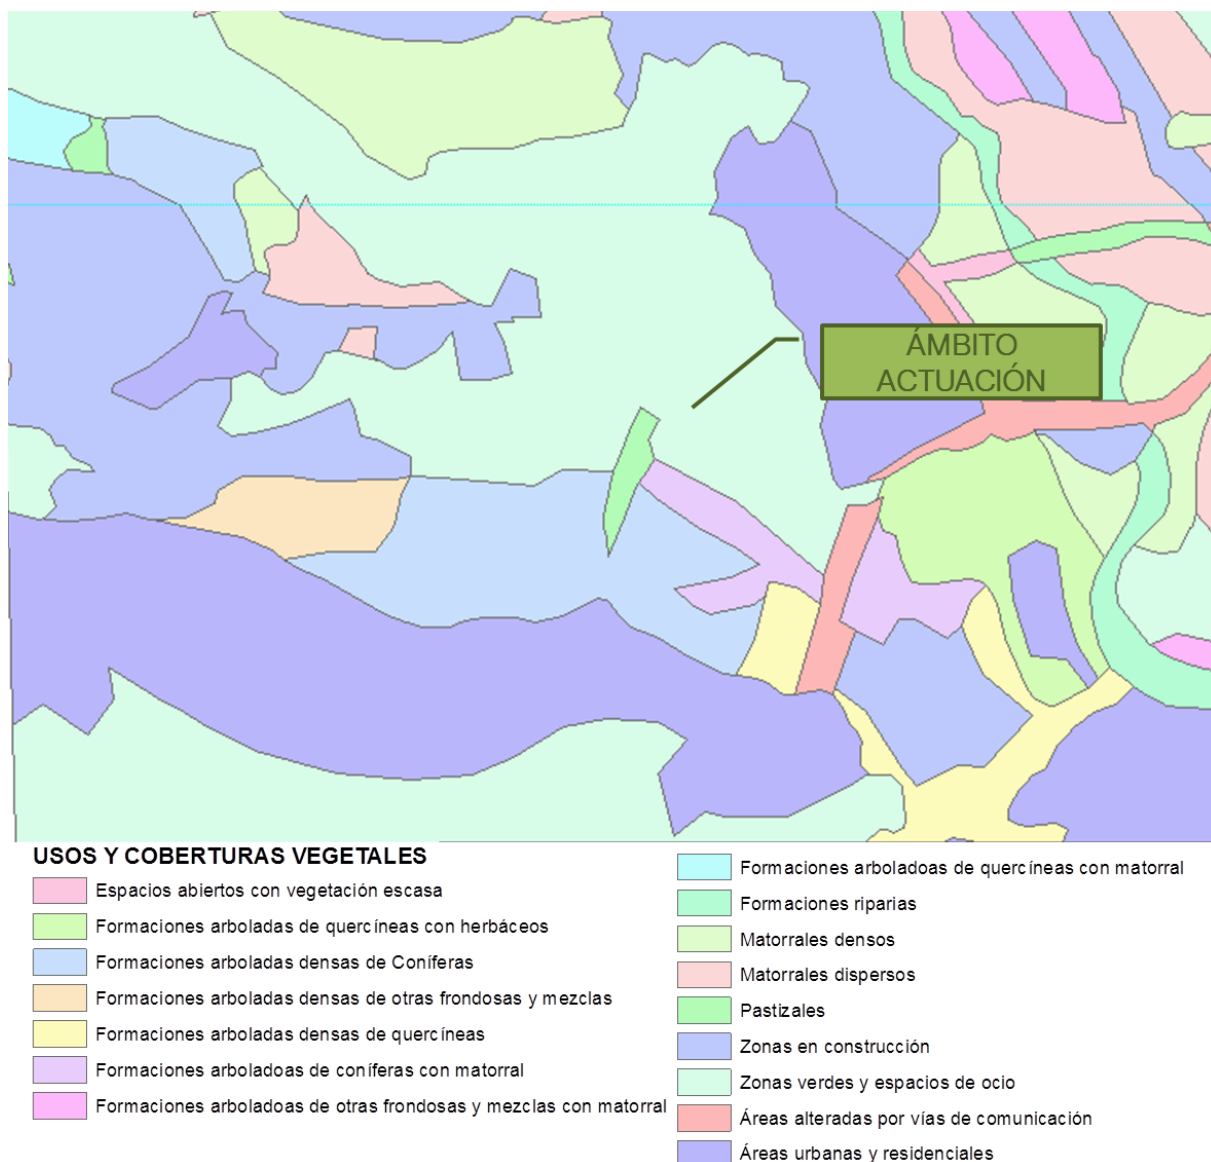 ÁMBITO
ACTUACIÓN
USOS Y COBERTURAS VEGETALES
Espacios abiertos con vegetación escasa
Formaciones arboladas de quercíneas con herbáceos
Formaciones arboladas densas de Coníferas
Formaciones arboladas densas de otras frondosas y mezclas
Formaciones arboladas densas de quercíneas
Formaciones arboladoas de coníferas con matorral
Formaciones arboladoas de otras frondosas y mezclas con matorral
Formaciones arboladoas de quercíneas con matorral
Formaciones riparias
Matorrales densos
Matorrales dispersos
Pastizales
Zonas en construcción
Zonas verdes y espacios de ocio
Áreas alteradas por vías de comunicación
Áreas urbanas y residenciales